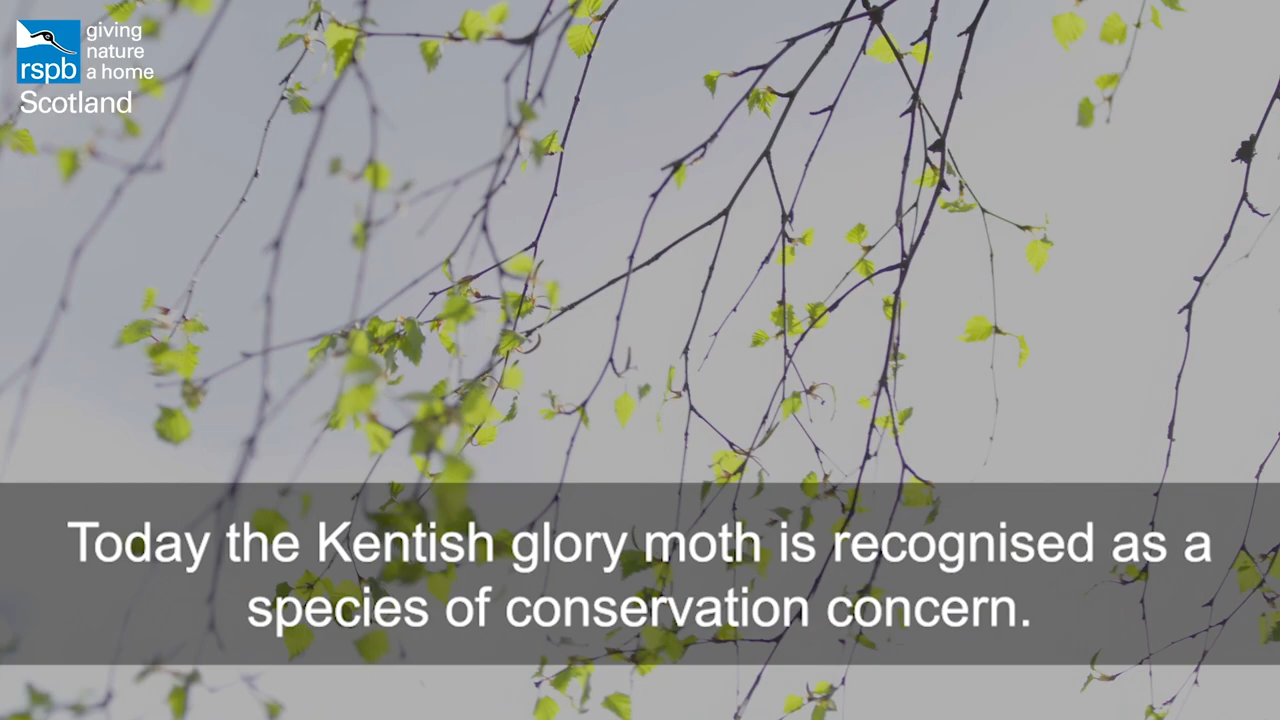 giving
nature
a home
rspb
Scotland
Today the Kentish glory moth is recognised as a
species of conservation concern.